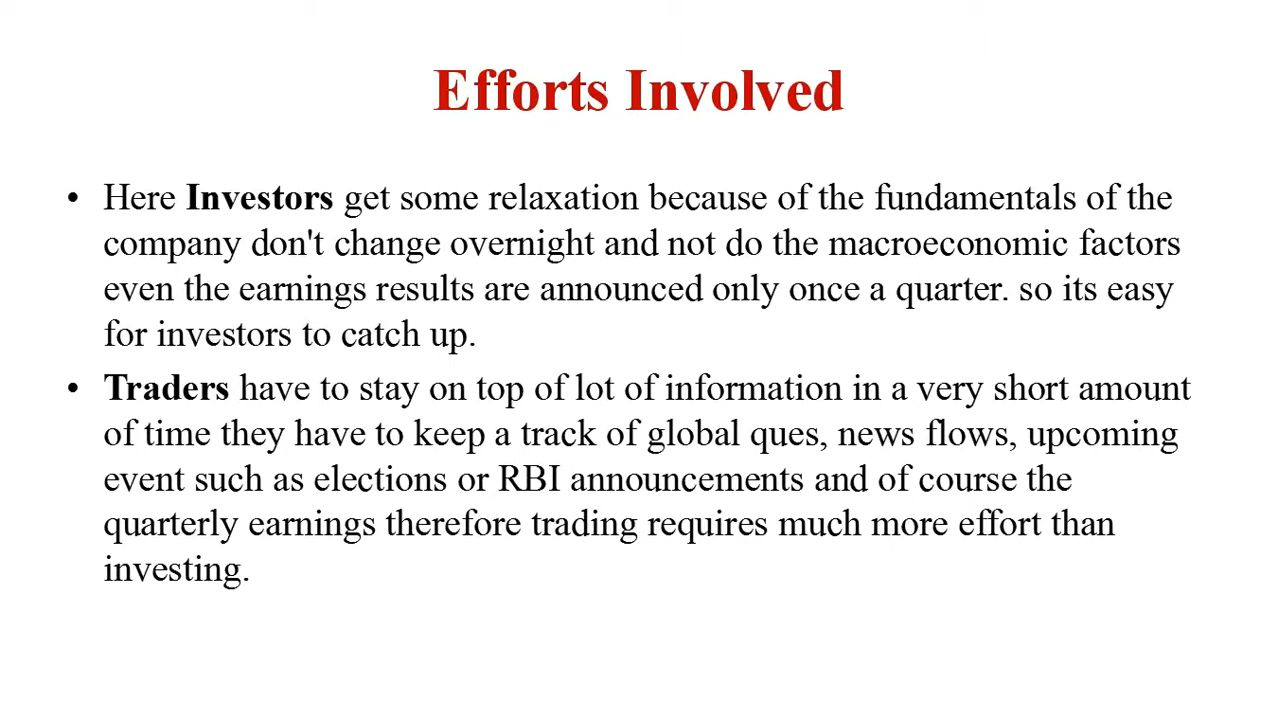 Efforts Involved
• Here Investors get some relaxation because of the fundamentals of the
company don't change overnight and not do the macroeconomic factors
even the earnings results are announced only once a quarter. so its easy
for investors to catch up.
• Traders have to stay on top of lot of information in a very short amount
of time they have to keep a track of global ques, news flows, upcoming
event such as elections or RBI announcements and of course the
quarterly earnings therefore trading requires much more effort than
investing.